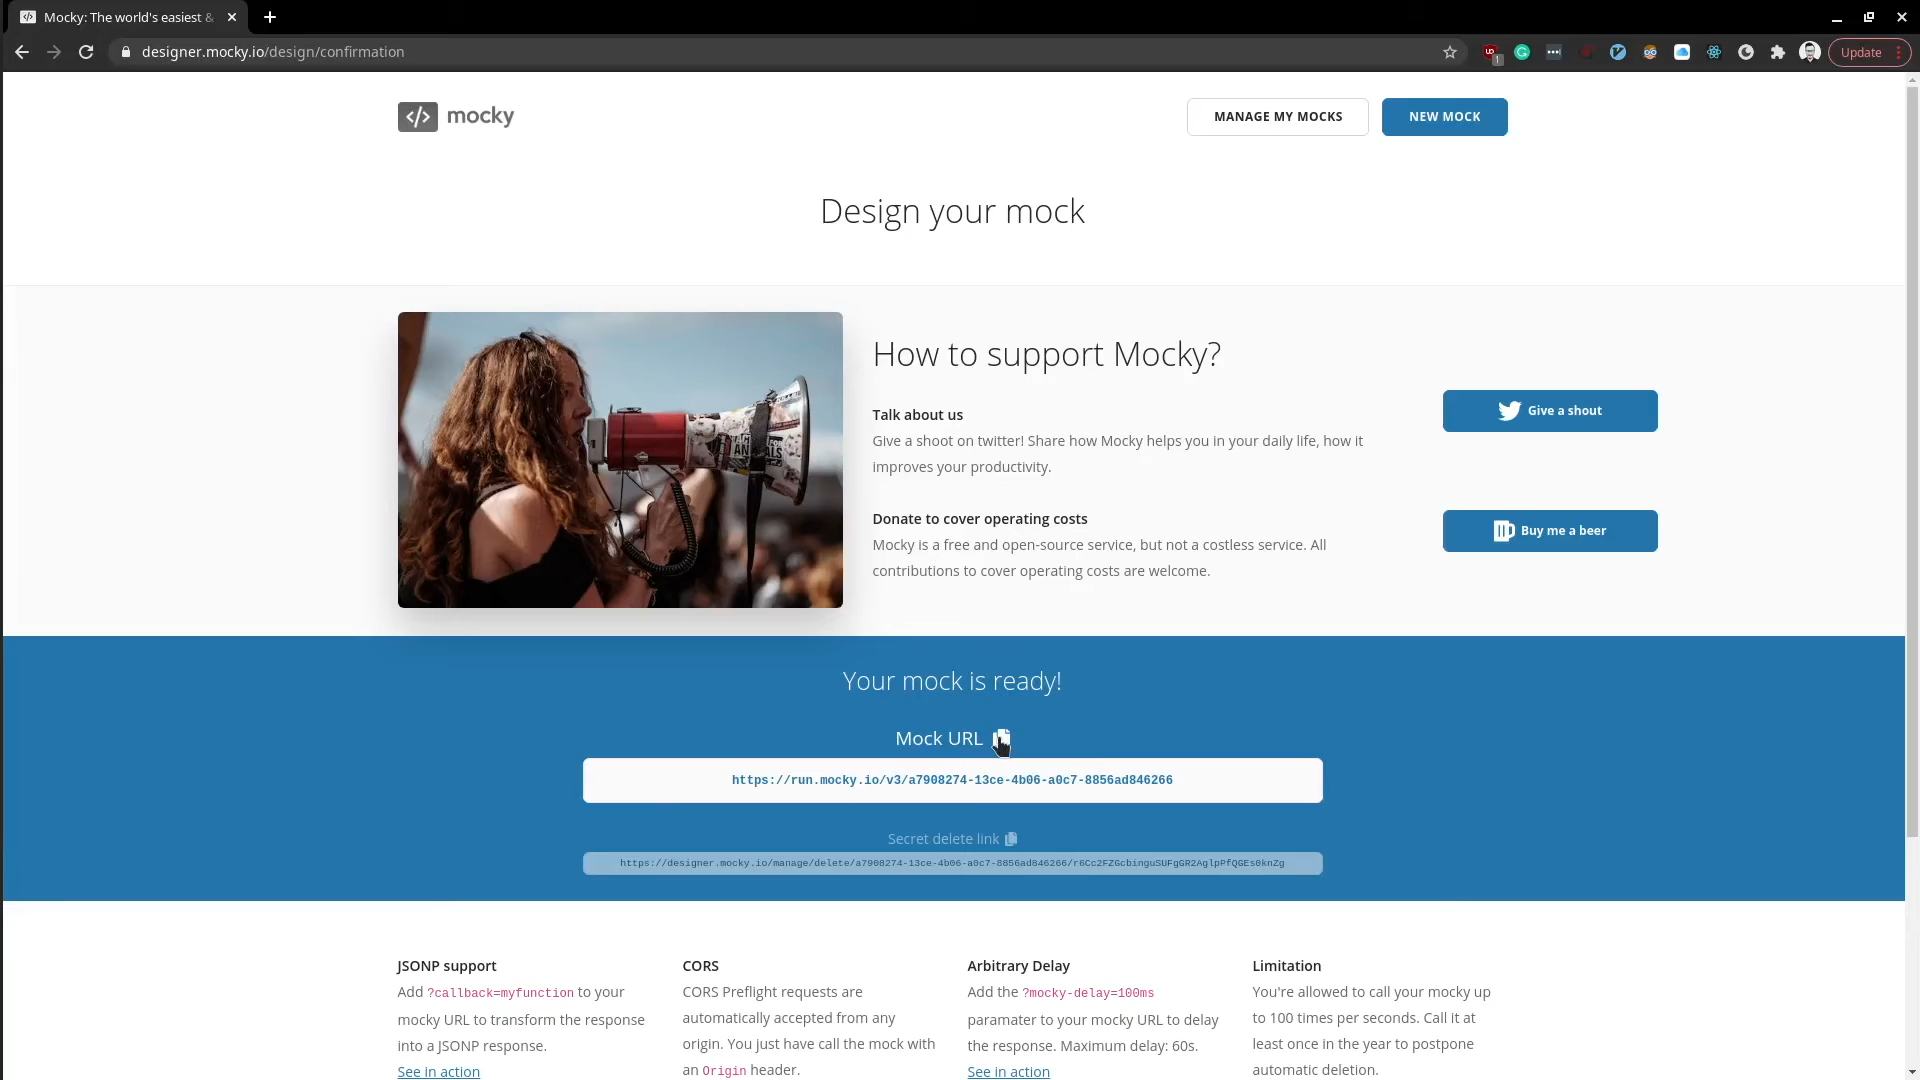 Mocky: The world's easiest &
designer.mocky.io/design/confirmation
Update
</> mocky
MANAGE MY MOCKS
NEW MOCK
Design your mock
How to support Mocky?
Talk about us
Give a shoot on twitter! Share how Mocky helps you in your daily life, how it
improves your productivity.
Give a shout
Donate to cover operating costs
Mocky is a free and open-source service, but not a costless service. All
contributions to cover operating costs are welcome.
Buy me a beer
Your mock is ready!
Mock URL
https://run.mocky.io/v3/a7908274-13ce-4b06-a0c7-8856ad846266
Secret delete link
https://designer.mocky.io/manage/delete/a7908274-13ce-4b06-a0c7-8856ad846266/r6Cc2FZGcbinguSUFgGR2AglpPfQGEs0knZg
JSONP support
Add ?callback=myfunction to your
mocky URL to transform the response
into a JSONP response.
See in action
CORS
CORS Preflight requests are
automatically accepted from any
origin. You just have call the mock with
an Origin header.
Arbitrary Delay
Add the ?mocky-delay=100ms
paramater to your mocky URL to delay
the response. Maximum delay: 60s.
See in action
Limitation
You're allowed to call your mocky up
to 100 times per seconds. Call it at
least once in the year to postpone
automatic deletion.